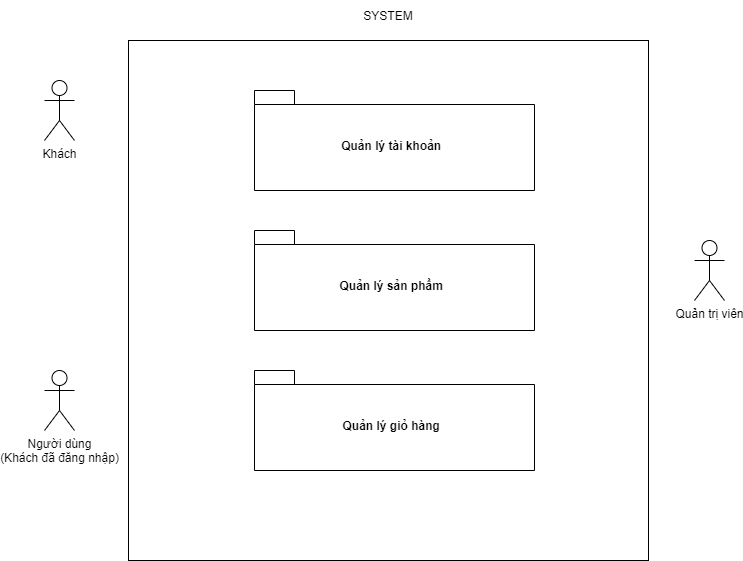 SYSTEM
Khách
Quản lý tài khoản
Quản lý sản phẩm
Quản trị viên
Quản lý giỏ hàng
Người dùng
(Khách đã đăng nhập)